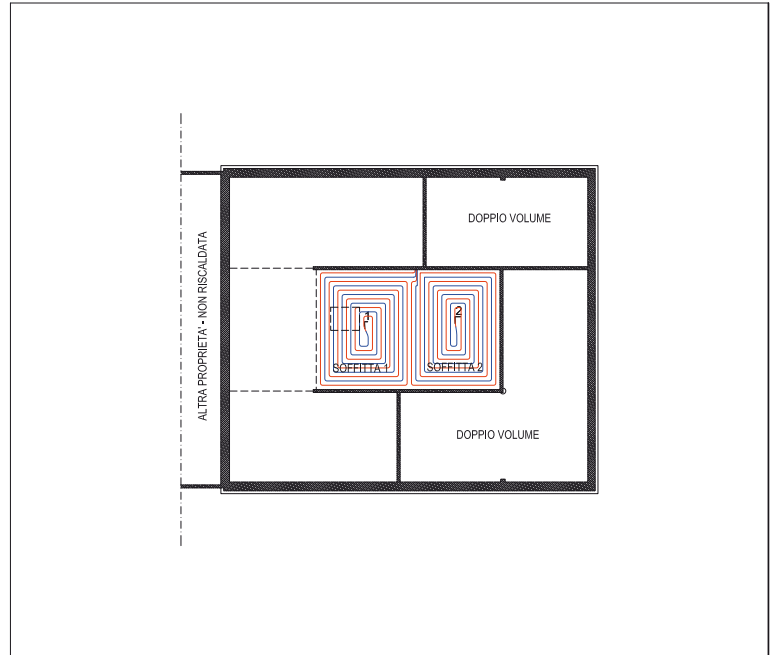 DOPPIO VOLUME
ALTRA PROPRIETA' - NON RISCALDATA
1
2
SOFFITTA 1
SOFFITTA 2
DOPPIO VOLUME